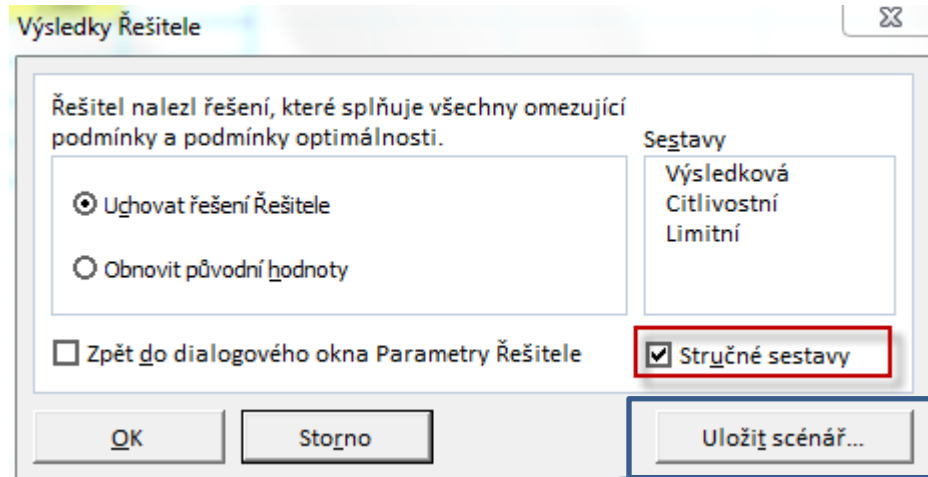 Výsledky Řešitele
Řešitel nalezl řešení, které splňuje všechny omezující
podmínky a podmínky optimálnosti.
Sestavy
Uchovat řešení Řešitele
Obnovit původní hodnoty
Výsledková
Citlivostní
Limitní
Zpět do dialogového okna Parametry Řešitele
Stručné sestavy
OK
Storno
Uložit scénář...